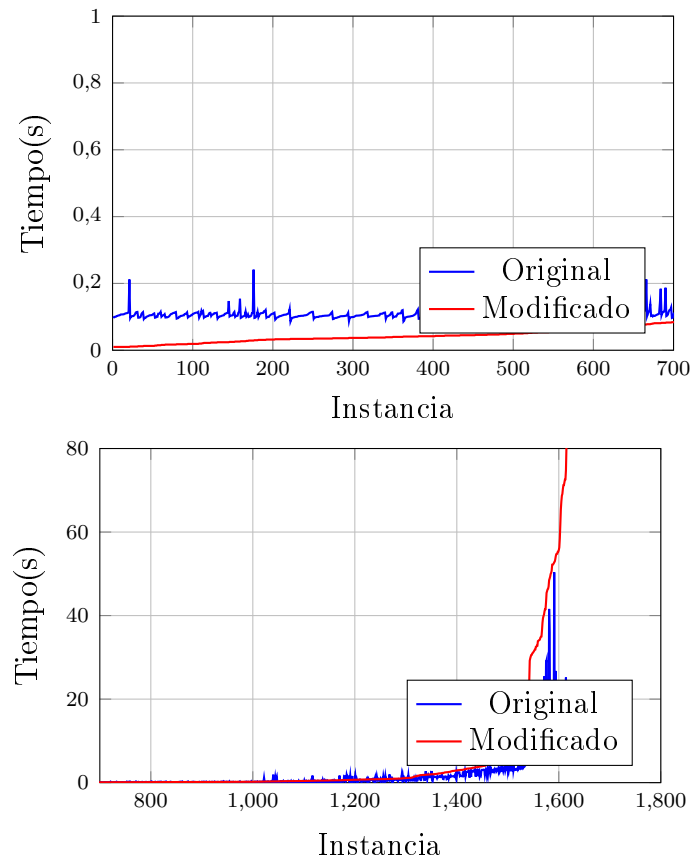 1
0,8
0,6
0,4
0,2
0
Tiempo(s)
Original
Modificado
0 100 200 300 400 500 600 700
Instancia
80
60
40
20
0
Tiempo(s)
Original
Modificado
800 1,000 1,200 1,400 1,600 1,800
Instancia